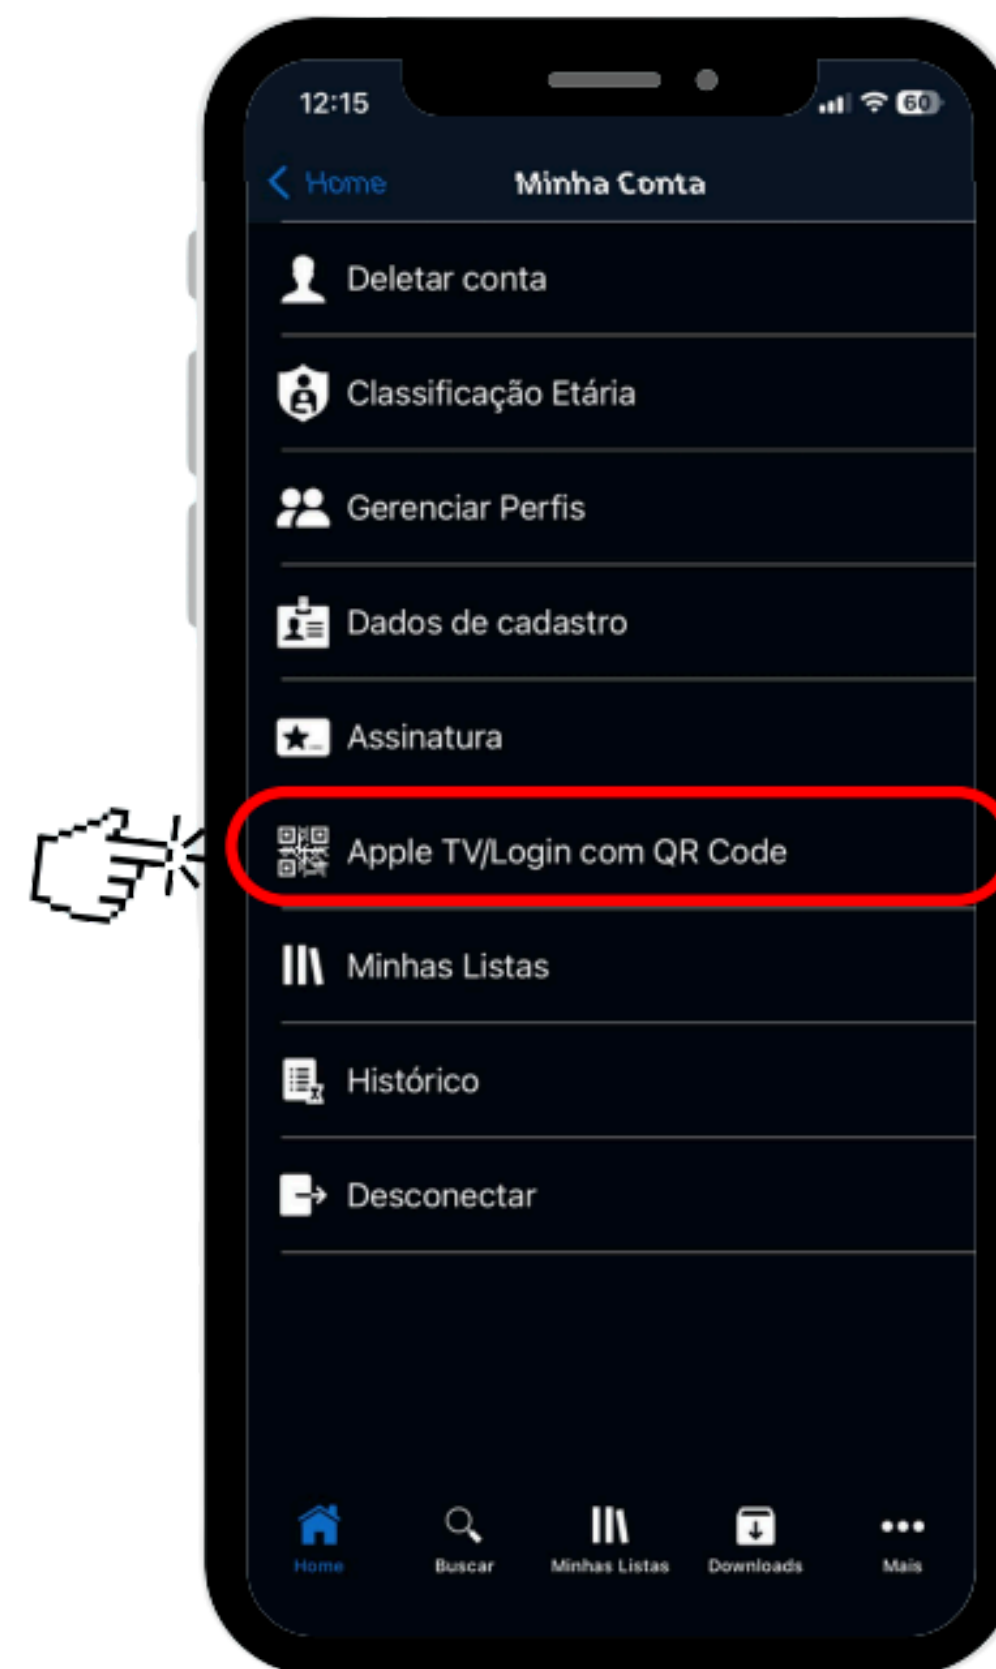 12:15
60
Home
Minha Conta
Deletar conta
Classificação Etária
Gerenciar Perfis
Dados de cadastro
Assinatura
Apple TV/Login com QR Code
Minhas Listas
Histórico
Desconectar
Home
Buscar
Minhas Listas
Downloads
Mais